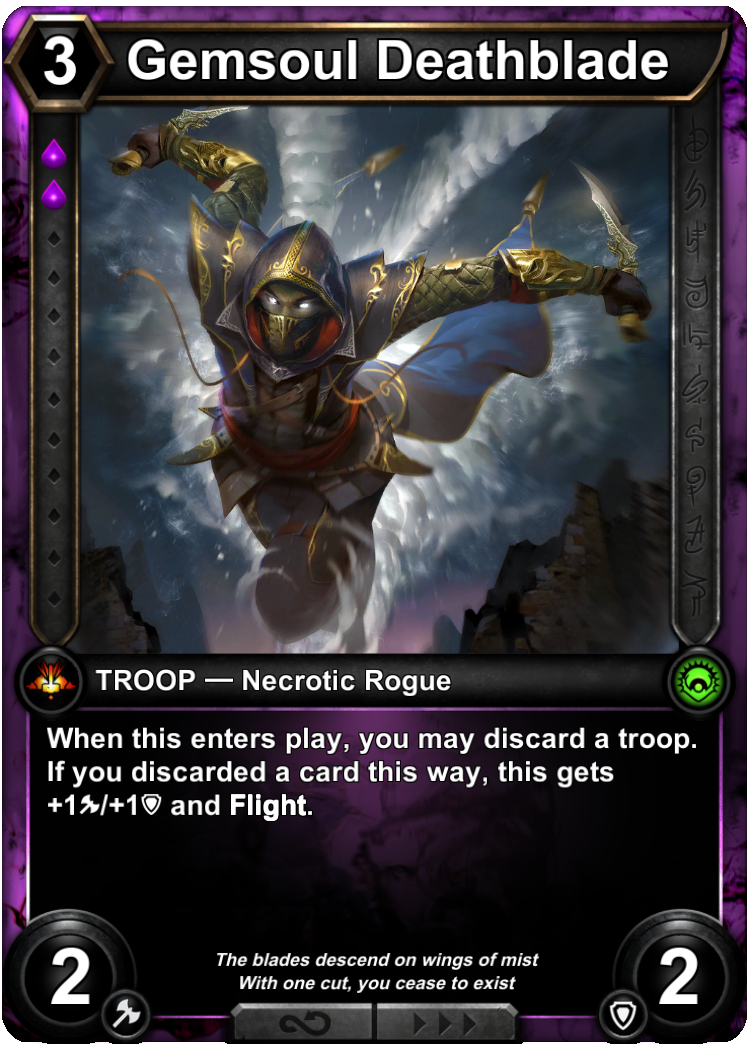 3 Gemsoul Deathblade
TROOP — Necrotic Rogue
When this enters play, you may discard a troop.
If you discarded a card this way, this gets
+1/+1 and Flight.
The blades descend on wings of mist
With one cut, you cease to exist
2
2